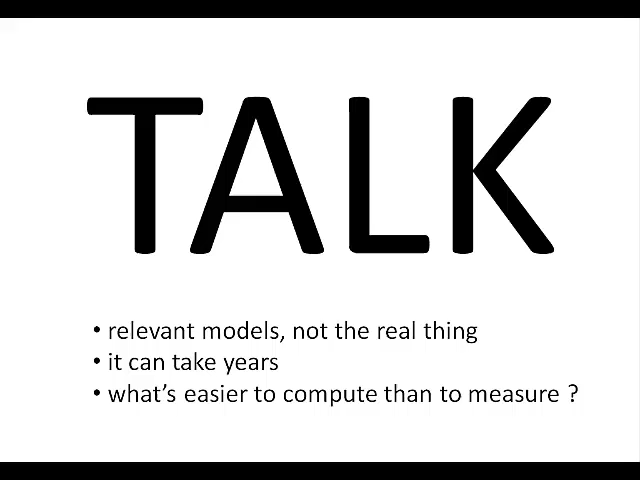 TALK
• relevant models, not the real thing
• it can take years
• what’s easier to compute than to measure ?